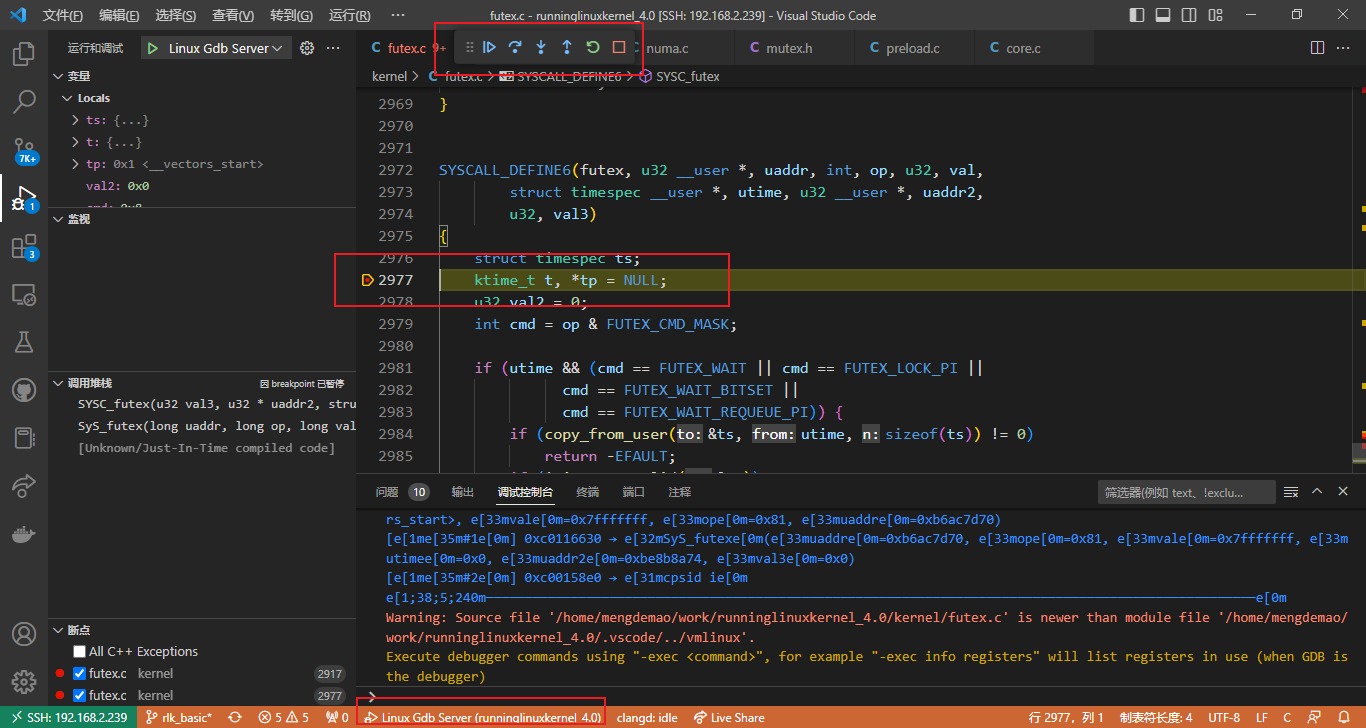 文件(F) 编辑(E) 选择(S) 查看(V) 转到(G) 运行(R) ··· futex.c - runninglinuxkernel_4.0 [SSH: 192.168.2.239] - Visual Studio Code
运行和调试 Linux Gdb Server ··· C futex.c 9+ numa.c C mutex.h C preload.c C core.c ···
变量
kernel > C futex.c > SYSCALL_DEFINE6 > SYSC_futex
Locals
ts: {...}
t: {...}
tp: 0x1 <__vectors_start>
val2: 0x0
监视
7K+
1
3
2969 }
2970
2971
2972 SYSCALL_DEFINE6(futex, u32 __user *, uaddr, int, op, u32, val,
2973 struct timespec __user *, utime, u32 __user *, uaddr2,
2974 u32, val3)
2975 {
2976 struct timespec ts;
2977 ktime_t t, *tp = NULL;
2978 u32 val2 = 0;
2979 int cmd = op & FUTEX_CMD_MASK;
2980
2981 if (utime && (cmd == FUTEX_WAIT || cmd == FUTEX_LOCK_PI ||
2982 cmd == FUTEX_WAIT_BITSET ||
2983 cmd == FUTEX_WAIT_REQUEUE_PI)) {
2984 if (copy_from_user(to: &ts, from: utime, n: sizeof(ts)) != 0)
2985 return -EFAULT;
调用堆栈 因 breakpoint 已暂停
SYSC_futex(u32 val3, u32 * uaddr2, stru
SyS_futex(long uaddr, long op, long val
[Unknown/Just-In-Time compiled code]
问题 10 输出 调试控制台 终端 端口 注释 筛选器(例如 text、!exclu...
rs_start>, e[33mvale[0m=0x7fffffff, e[33mope[0m=0x81, e[33muaddre[0m=0xb6ac7d70)
[e[1me[35m#1e[0m] 0xc0116630 → e[32mSyS_futexe[0m(e[33muaddre[0m=0xb6ac7d70, e[33mope[0m=0x81, e[33mvale[0m=0x7fffffff, e[33m
utimee[0m=0x0, e[33muaddr2e[0m=0xbe8b8a74, e[33mval3e[0m=0x0)
[e[1me[35m#2e[0m] 0xc00158e0 → e[31mcpsid ie[0m
e[1;38;5;240m────────────────────────────────e[0m
Warning: Source file '/home/mengdemao/work/runninglinuxkernel_4.0/kernel/futex.c' is newer than module file '/home/mengdemao/
work/runninglinuxkernel_4.0/.vscode/../vmlinux'.
Execute debugger commands using "-exec <command>", for example "-exec info registers" will list registers in use (when GDB is
the debugger)
>
断点
All C++ Exceptions
futex.c kernel 2917
futex.c kernel 2977
SSH: 192.168.2.239 rlk_basic* 5 5 0 Linux Gdb Server (runninglinuxkernel_4.0) clangd: idle Live Share 行 2977，列 1 制表符长度: 4 UTF-8 LF C